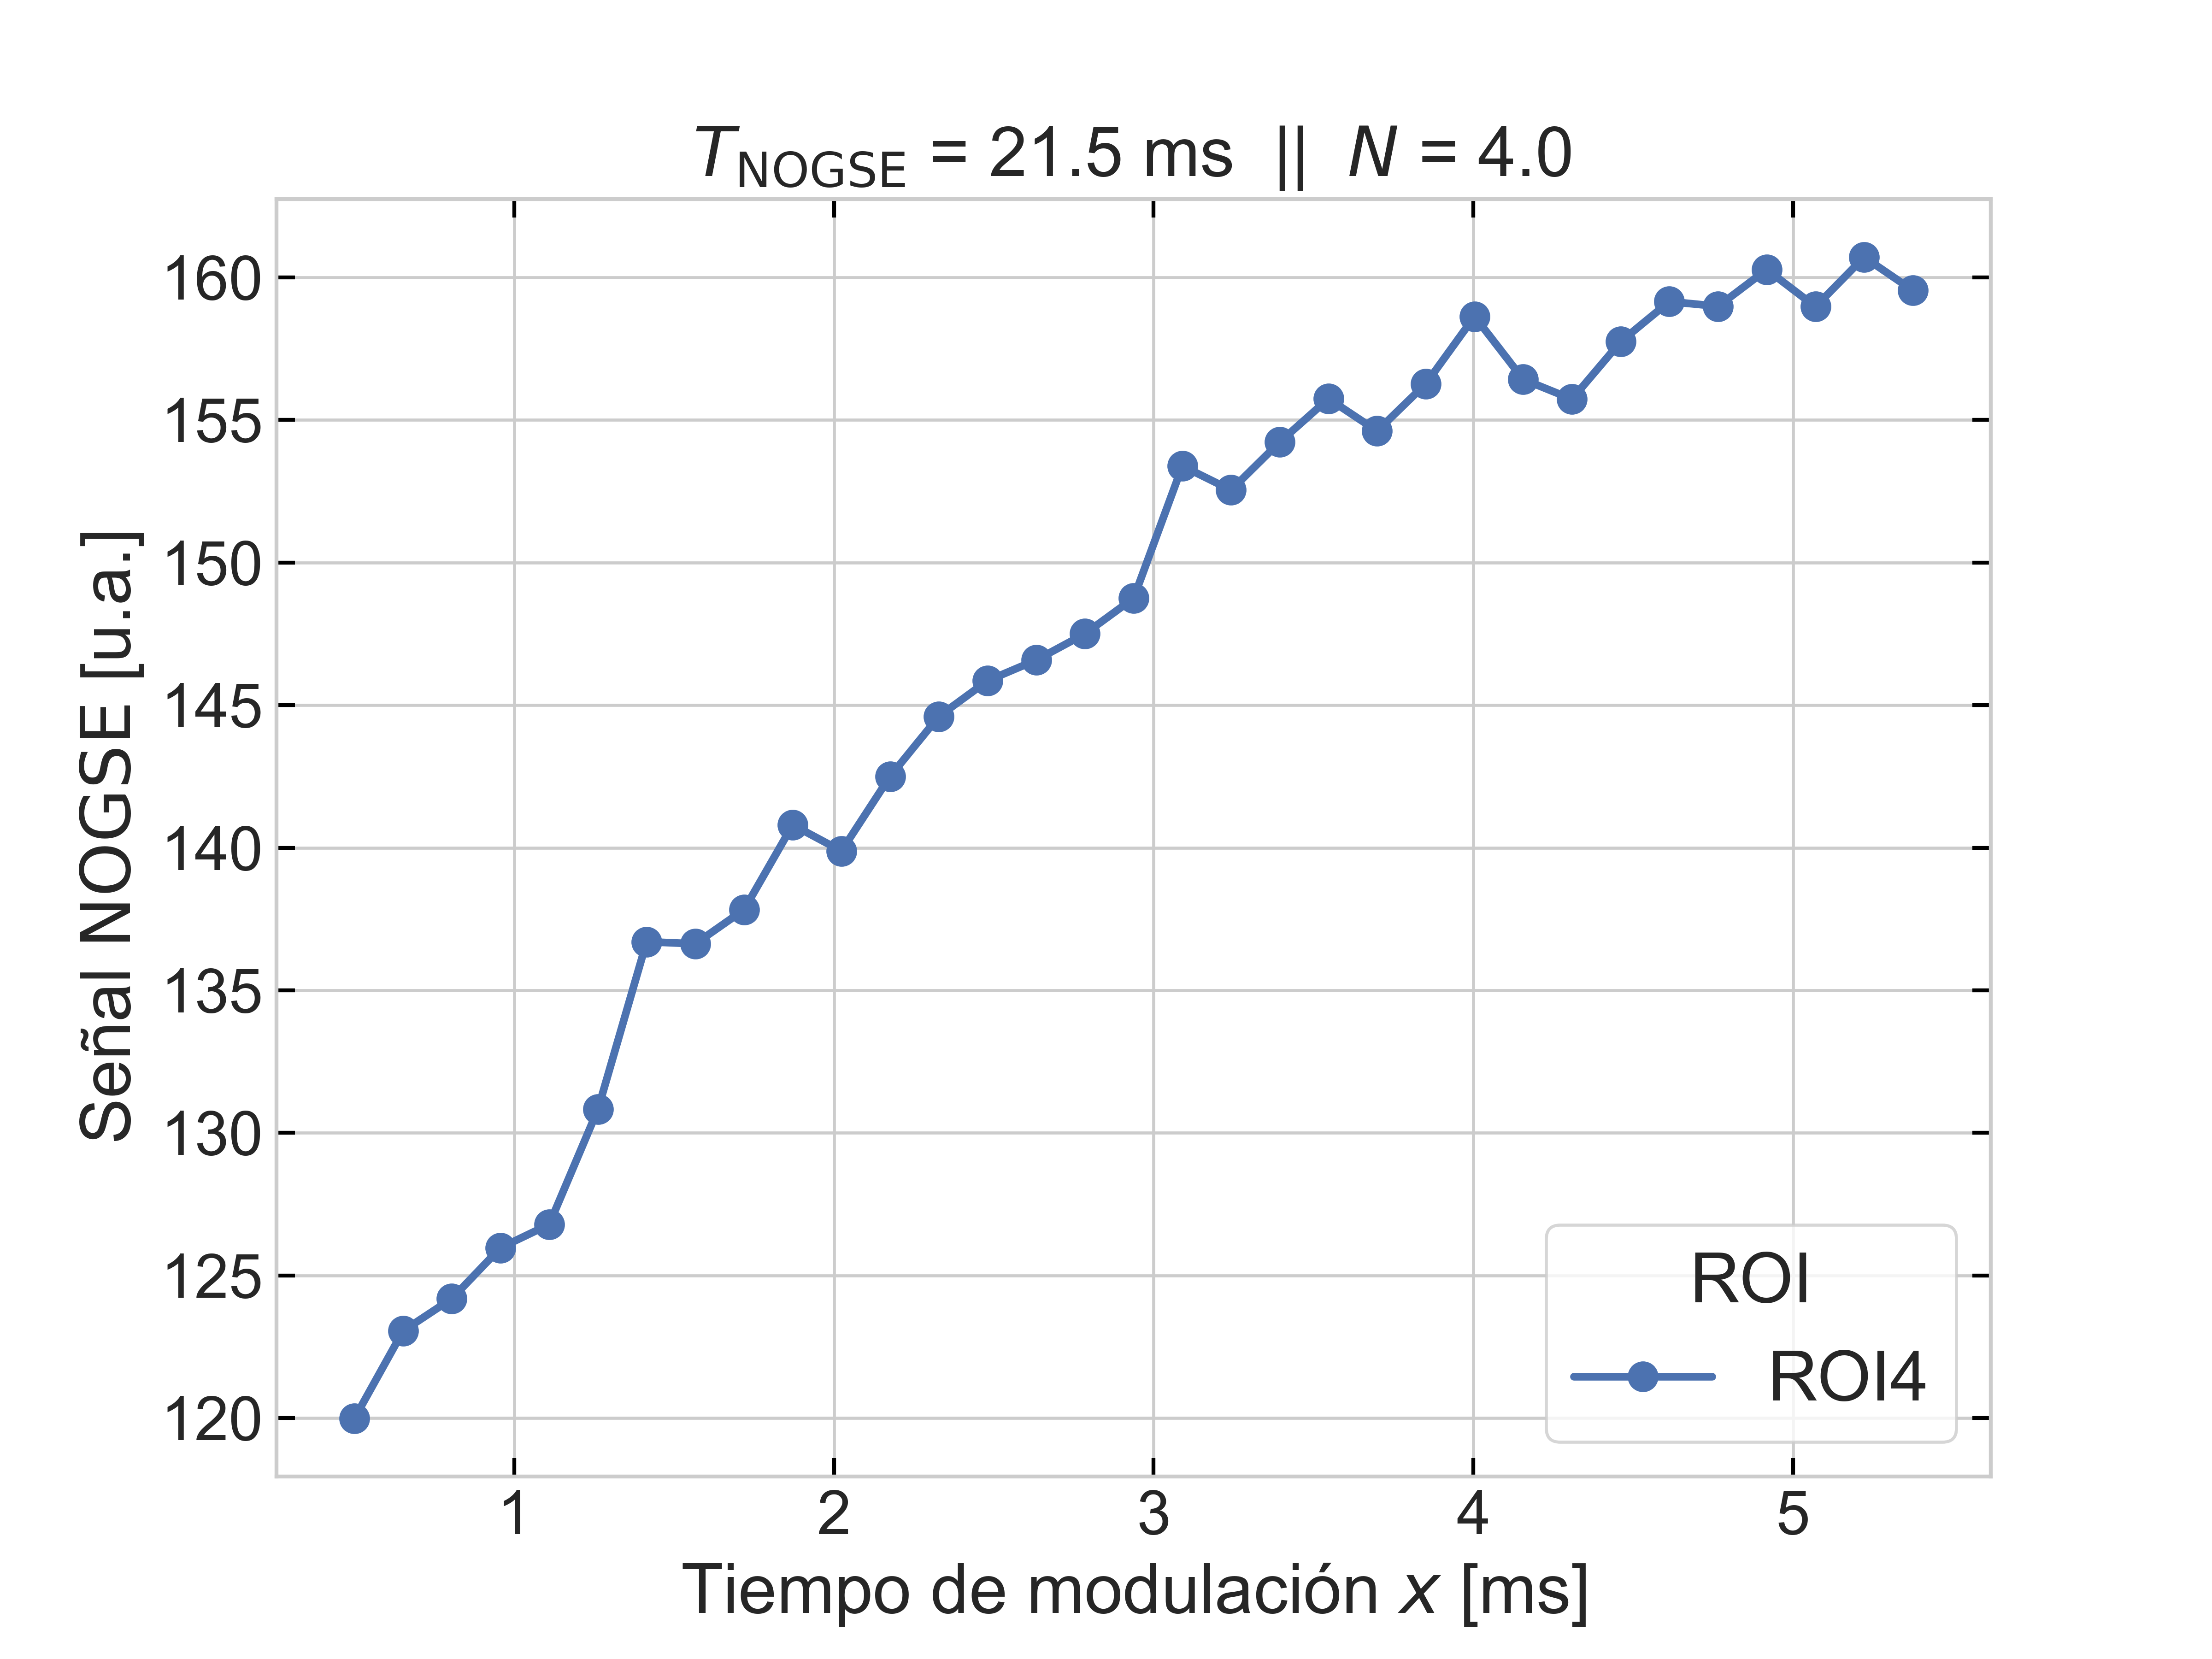 T_NOGSE = 21.5 ms || N = 4.0
Señal NOGSE [u.a.]
160
155
150
145
140
135
130
125
120
ROI
ROI4
1 2 3 4 5
Tiempo de modulación x [ms]